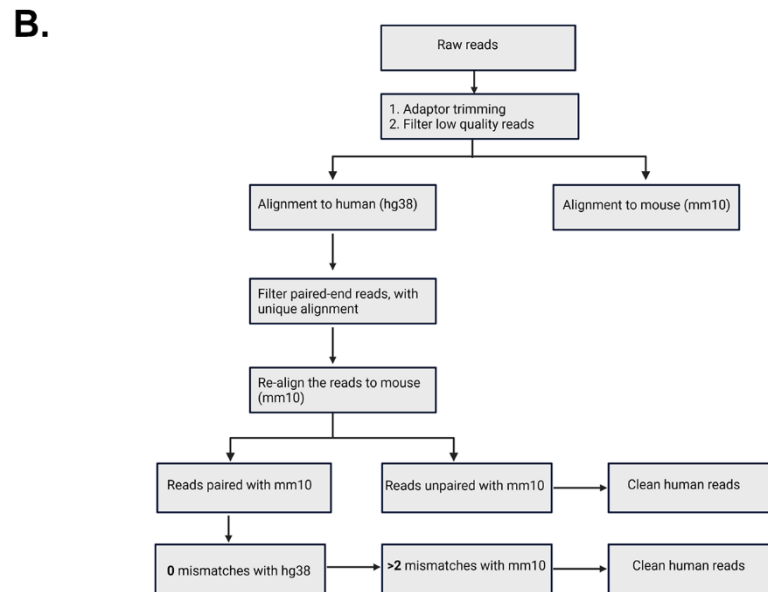 B.
Raw reads
1. Adaptor trimming
2. Filter low quality reads
Alignment to human (hg38)
Alignment to mouse (mm10)
Filter paired-end reads, with
unique alignment
Re-align the reads to mouse
(mm10)
Reads paired with mm10
Reads unpaired with mm10
Clean human reads
0 mismatches with hg38
>2 mismatches with mm10
Clean human reads